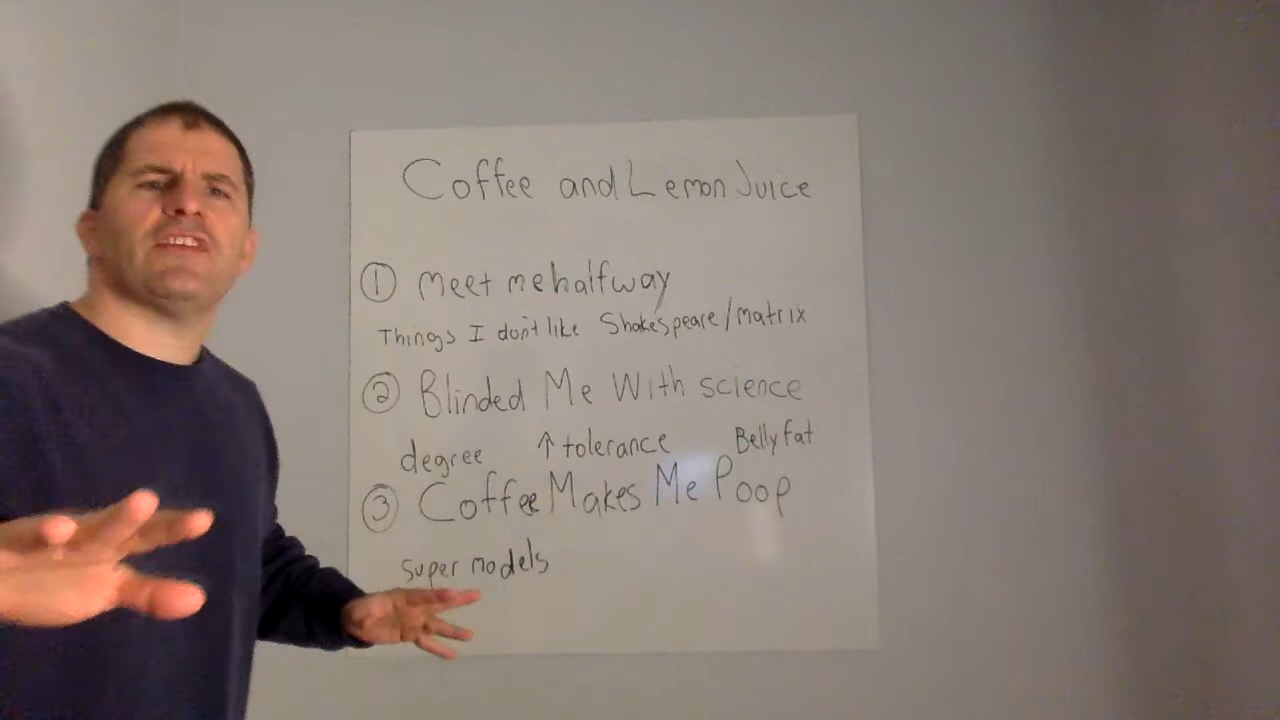 Coffee and Lemon Juice
① Meet me halfway
Things I don't like Shakespeare/matrix
② Blinded Me With science
degree ↑ tolerance Belly fat
③ Coffee Makes Me Poop
super models